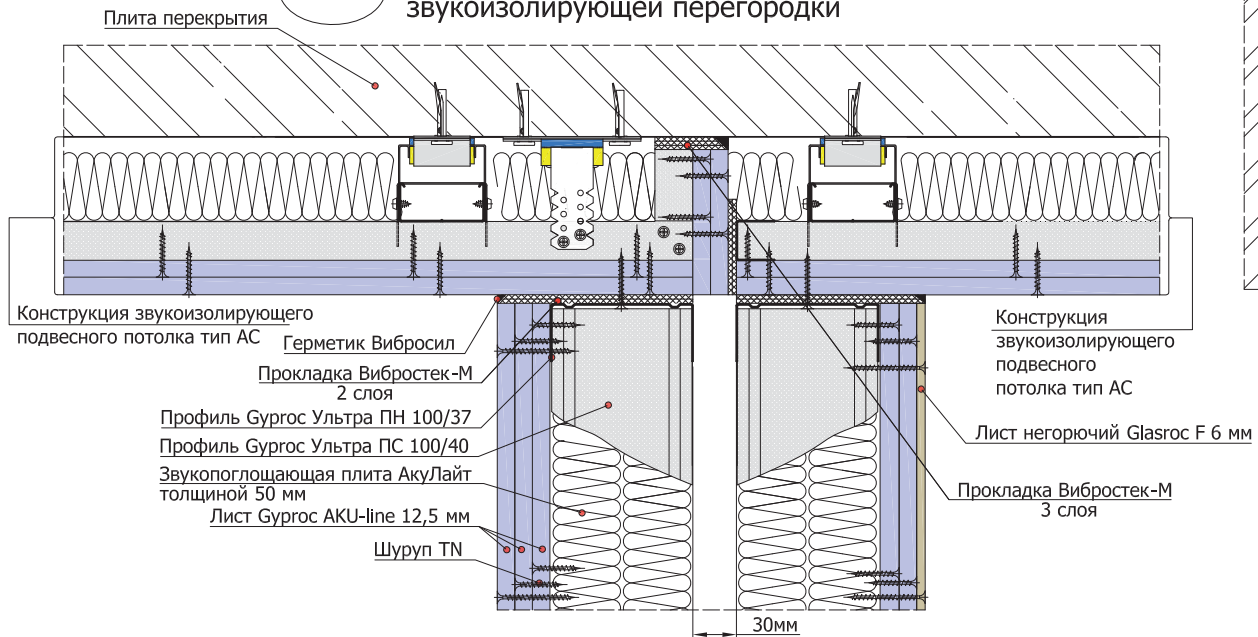 звукоизолирующей перегородки
Плита перекрытия
Конструкция звукоизолирующего
подвесного потолка тип АС
Герметик Вибросил
Прокладка Вибростек-М
2 слоя
Профиль Gyproc Ультра ПН 100/37
Профиль Gyproc Ультра ПС 100/40
Звукопоглощающая плита АкуЛайт
толщиной 50 мм
Лист Gyproc AKU-line 12,5 мм
Шуруп TN
30мм
Конструкция
звукоизолирующего
подвесного
потолка тип АС
Лист негорючий Glasroc F 6 мм
Прокладка Вибростек-М
3 слоя